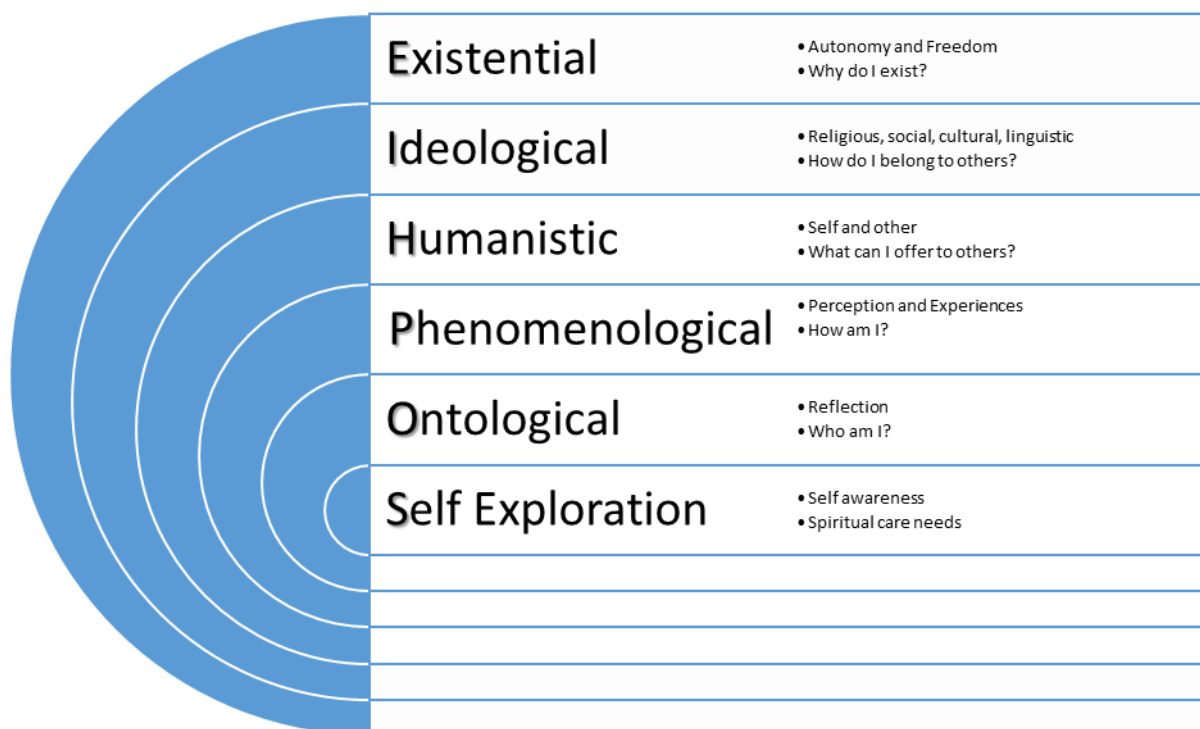 Existential
• Autonomy and Freedom
• Why do I exist?
Ideological
• Religious, social, cultural, linguistic
• How do I belong to others?
Humanistic
• Self and other
• What can I offer to others?
Phenomenological
• Perception and Experiences
• How am I?
Ontological
• Reflection
• Who am I?
Self Exploration
• Self awareness
• Spiritual care needs